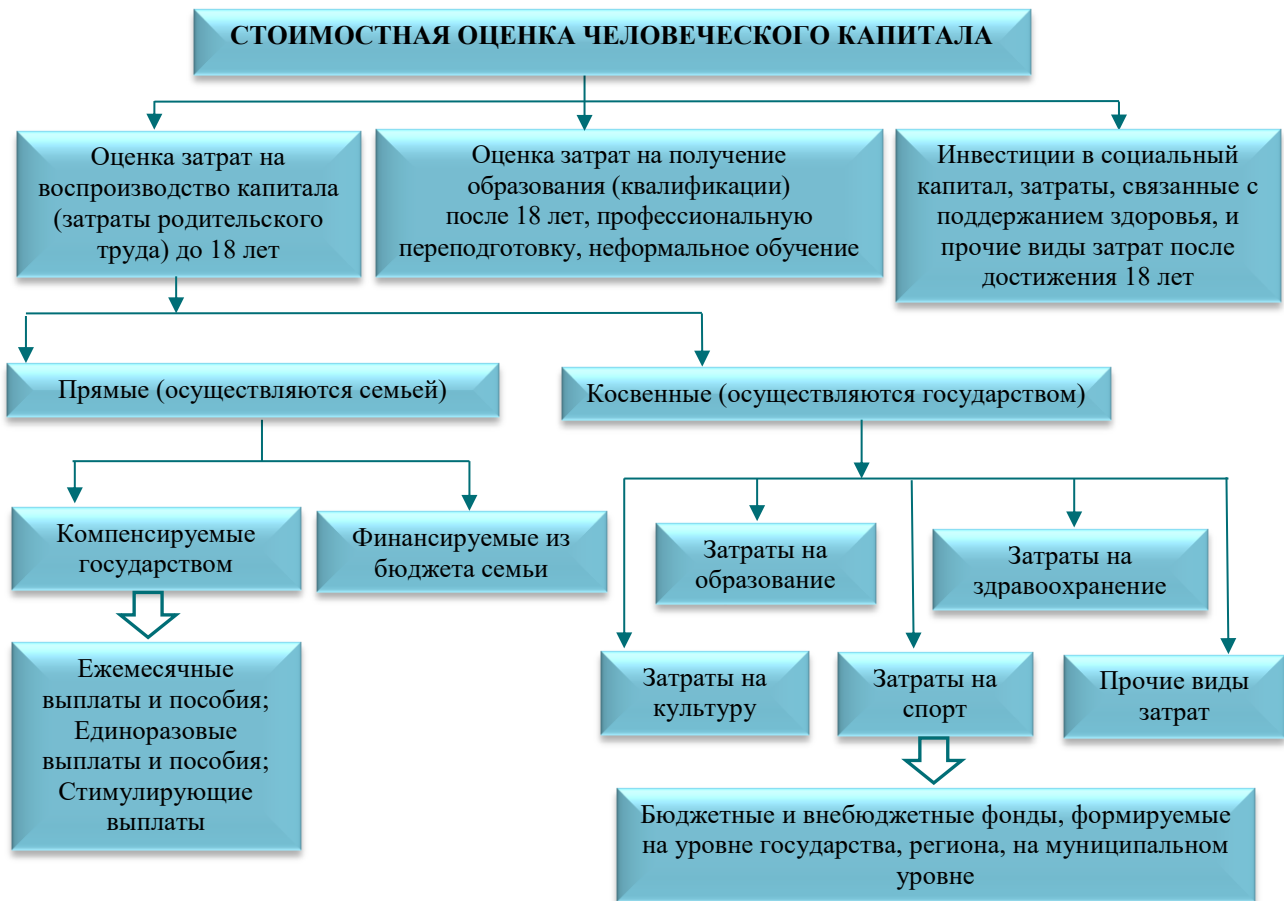 СТОИМОСТНАЯ ОЦЕНКА ЧЕЛОВЕЧЕСКОГО КАПИТАЛА
Оценка затрат на
воспроизводство капитала
(затраты родительского
труда) до 18 лет
Оценка затрат на получение
образования (квалификации)
после 18 лет, профессиональную
переподготовку, неформальное обучение
Инвестиции в социальный
капитал, затраты, связанные с
поддержанием здоровья, и
прочие виды затрат после
достижения 18 лет
Прямые (осуществляются семьей)
Косвенные (осуществляются государством)
Компенсируемые
государством
Финансируемые из
бюджета семьи
Затраты на
образование
Затраты на
здравоохранение
Ежемесячные
выплаты и пособия;
Единоразовые
выплаты и пособия;
Стимулирующие
выплаты
Затраты на
культуру
Затраты на
спорт
Прочие виды
затрат
Бюджетные и внебюджетные фонды, формируемые
на уровне государства, региона, на муниципальном
уровне